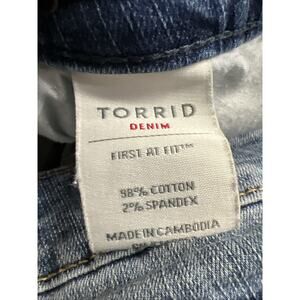 TORRID
DENIM
FIRST AT FIT™
98% COTTON
2% SPANDEX
MADE IN CAMBODIA